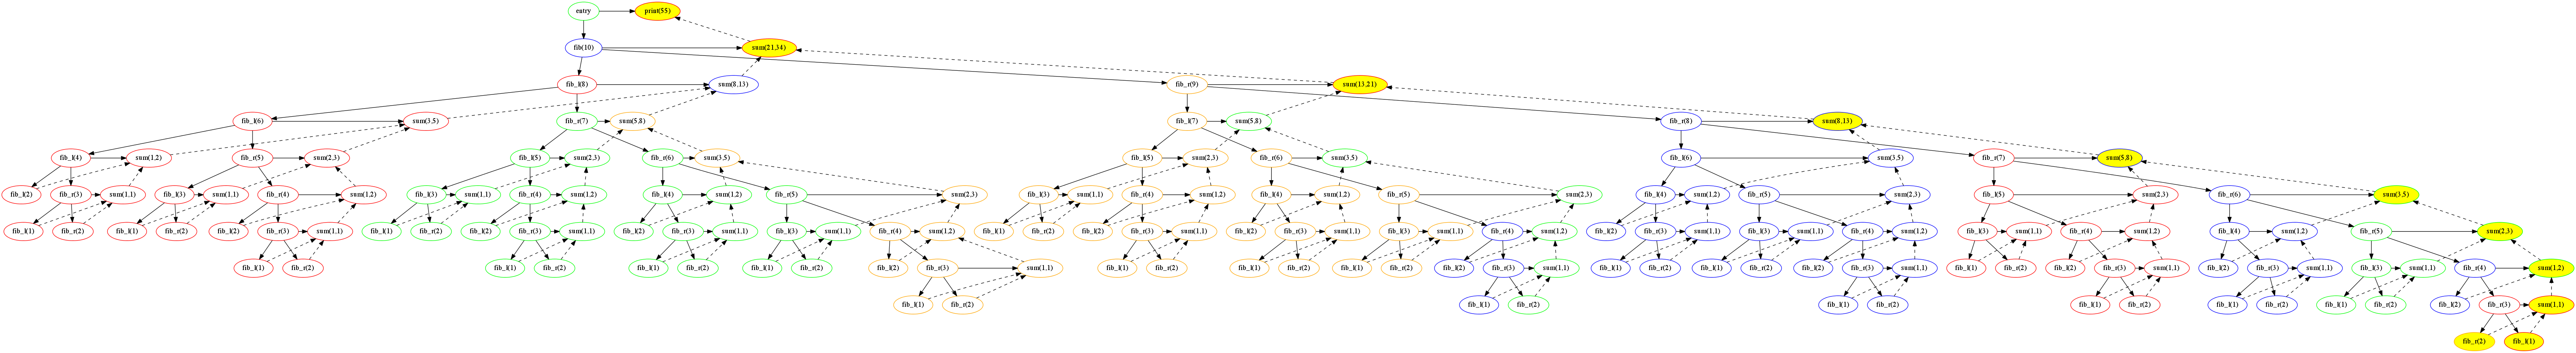 entry print(55)
fib(10) sum(21,34)
fib_l(8) sum(8,13) fib_r(9) sum(13,21)
fib_l(6) sum(3,5) fib_r(7) sum(5,8) fib_l(7) sum(5,8) fib_r(8) sum(8,13)
fib_l(4) sum(1,2) fib_r(5) sum(2,3) fib_l(5) sum(2,3) fib_r(6) sum(3,5) fib_l(5) sum(2,3) fib_r(6) sum(3,5) fib_l(6) sum(3,5) fib_r(7) sum(5,8)
fib_l(2) fib_r(3) sum(1,1) fib_l(3) sum(1,1) fib_r(4) sum(1,2) fib_l(3) sum(1,1) fib_r(4) sum(1,2) fib_l(4) sum(1,2) fib_r(5) sum(2,3) fib_l(3) sum(1,1) fib_r(4) sum(1,2) fib_l(4) sum(1,2) fib_r(5) sum(2,3) fib_l(4) sum(1,2) fib_r(5) sum(2,3) fib_l(5) sum(2,3) fib_r(6) sum(3,5)
fib_l(1) fib_r(2) fib_l(1) fib_r(2) fib_l(2) fib_r(3) sum(1,1) fib_l(1) fib_r(2) fib_l(2) fib_r(3) sum(1,1) fib_l(2) fib_r(3) sum(1,1) fib_l(3) sum(1,1) fib_r(4) sum(1,2) fib_l(1) fib_r(2) fib_l(2) fib_r(3) sum(1,1) fib_l(2) fib_r(3) sum(1,1) fib_l(3) sum(1,1) fib_r(4) sum(1,2) fib_l(2) fib_r(3) sum(1,1) fib_l(3) sum(1,1) fib_r(4) sum(1,2) fib_l(3) sum(1,1) fib_r(4) sum(1,2) fib_l(4) sum(1,2) fib_r(5) sum(2,3)
fib_l(1) fib_r(2) fib_l(1) fib_r(2) fib_l(1) fib_r(2) fib_l(1) fib_r(2) fib_l(2) fib_r(3) sum(1,1) fib_l(1) fib_r(2) fib_l(1) fib_r(2) fib_l(1) fib_r(2) fib_l(2) fib_r(3) sum(1,1) fib_l(1) fib_r(2) fib_l(1) fib_r(2) fib_l(2) fib_r(3) sum(1,1) fib_l(1) fib_r(2) fib_l(2) fib_r(3) sum(1,1) fib_l(2) fib_r(3) sum(1,1) fib_l(3) sum(1,1) fib_r(4) sum(1,2)
fib_l(1) fib_r(2) fib_l(1) fib_r(2) fib_l(1) fib_r(2) fib_l(1) fib_r(2) fib_l(1) fib_r(2) fib_l(1) fib_r(2) fib_l(2) fib_r(3) sum(1,1)
fib_r(2) fib_l(1)